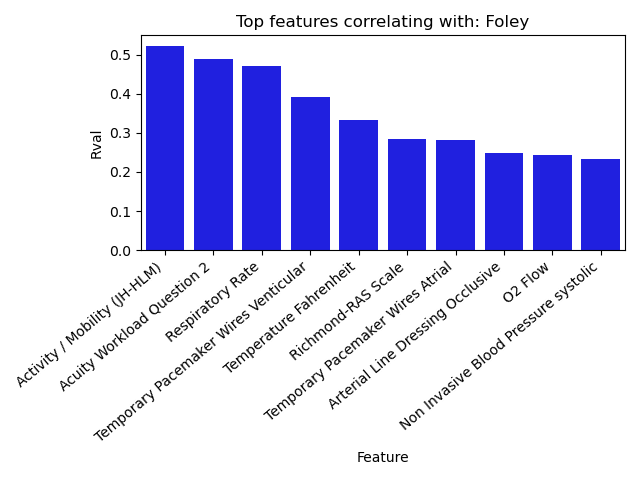 Top features correlating with: Foley
Rval
0.5
0.4
0.3
0.2
0.1
0.0
Activity / Mobility (JH-HLM)
Acuity Workload Question 2
Respiratory Rate
Temporary Pacemaker Wires Venticular
Temperature Fahrenheit
Richmond-RAS Scale
Temporary Pacemaker Wires Atrial
Arterial Line Dressing Occlusive
O2 Flow
Non Invasive Blood Pressure systolic
Feature